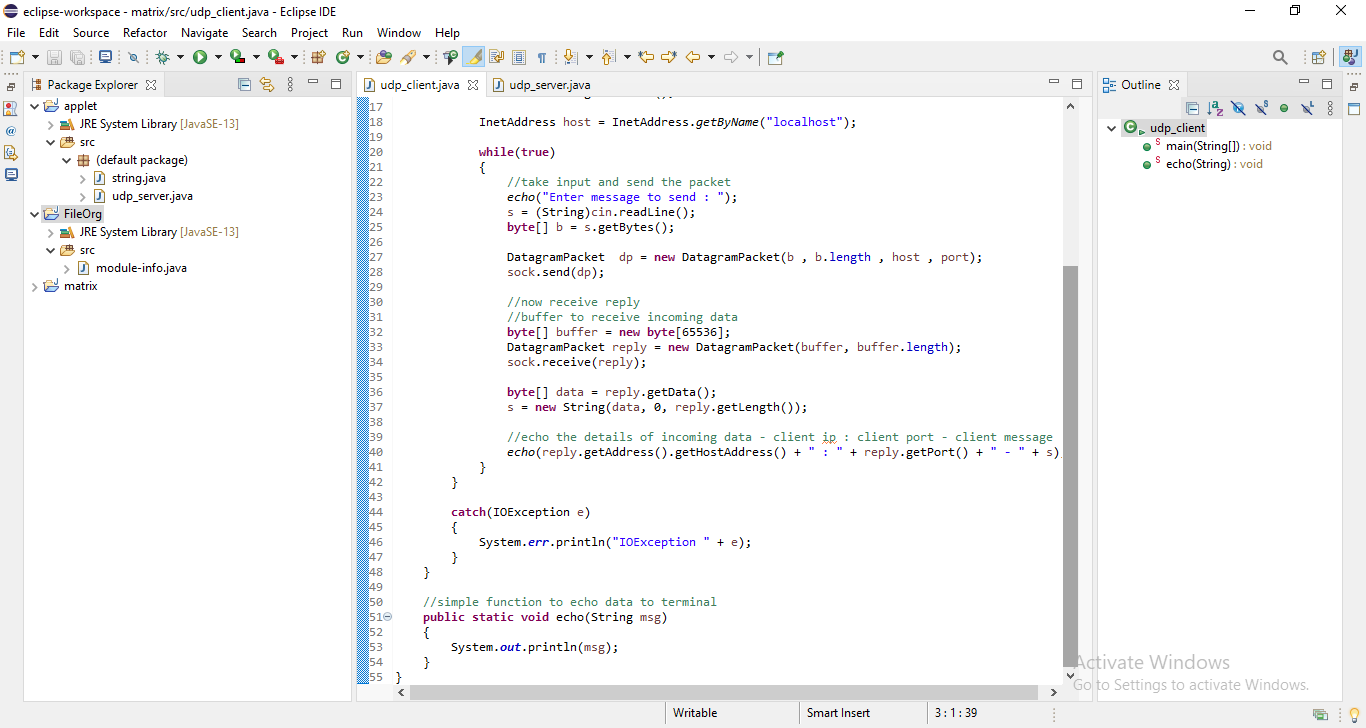 eclipse-workspace - matrix/src/udp_client.java - Eclipse IDE
File Edit Source Refactor Navigate Search Project Run Window Help
Package Explorer
applet
JRE System Library [JavaSE-13]
src
(default package)
string.java
udp_server.java
FileOrg
JRE System Library [JavaSE-13]
src
module-info.java
matrix
udp_client.java udp_server.java
17
18 InetAddress host = InetAddress.getByName("localhost");
19
20 while(true)
21 {
22 //take input and send the packet
23 echo("Enter message to send : ");
24 s = (String)cin.readLine();
25 byte[] b = s.getBytes();
26
27 DatagramPacket  dp = new DatagramPacket(b , b.length , host , port);
28 sock.send(dp);
29
30 //now receive reply
31 //buffer to receive incoming data
32 byte[] buffer = new byte[65536];
33 DatagramPacket reply = new DatagramPacket(buffer, buffer.length);
34 sock.receive(reply);
35
36 byte[] data = reply.getData();
37 s = new String(data, 0, reply.getLength());
38
39 //echo the details of incoming data - client ip : client port - client message
40 echo(reply.getAddress().getHostAddress() + " : " + reply.getPort() + " - " + s)
41 }
42 }
43
44 catch(IOException e)
45 {
46 System.err.println("IOException " + e);
47 }
48 }
49
50 //simple function to echo data to terminal
51 public static void echo(String msg)
52 {
53 System.out.println(msg);
54 }
55 }
Outline
udp_client
main(String[]) : void
echo(String) : void
Activate Windows
Go to Settings to activate Windows.
Writable Smart Insert 3 : 1 : 39